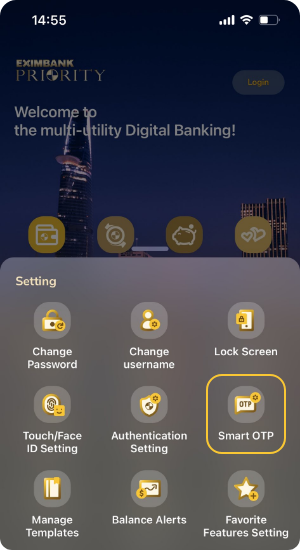 14:55
EXIMBANK
PRIORITY
Login
Welcome to
the multi-utility Digital Banking!
Setting
Change
Password
Change
username
Lock Screen
Touch/Face
ID Setting
Authentication
Setting
OTP
Smart OTP
Manage
Templates
Balance Alerts
Favorite
Features Setting